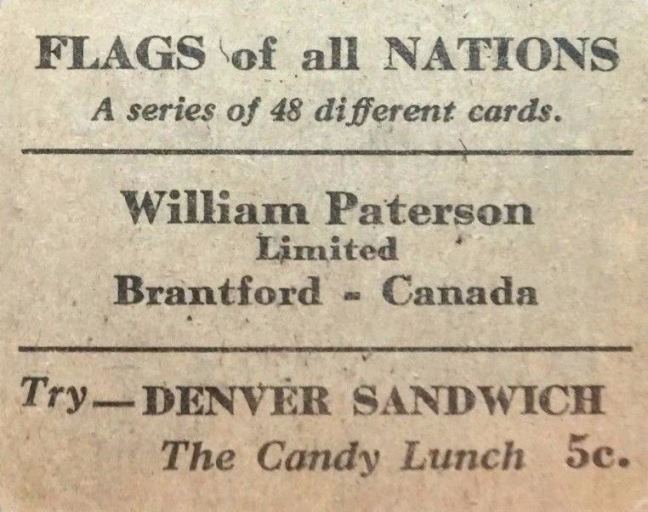 FLAGS of all NATIONS
A series of 48 different cards.
William Paterson
Limited
Brantford - Canada
Try—DENVER SANDWICH
The Candy Lunch 5c.